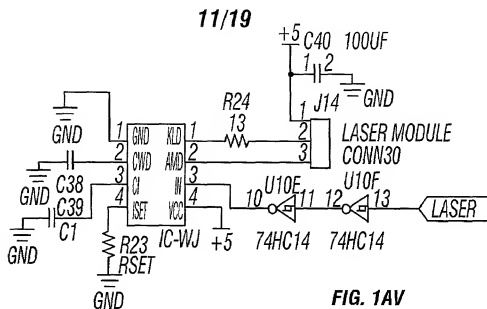 11/19
+5
C40 100UF
1 2
GND
R24
13
J14
1
2
3
LASER MODULE
CONN30
GND
1 GND KLD 1
2 CWD AMD 2
3 CI IN 3
4 ISET VCC 4
GND
C38
C39
C1
GND
R23
RSET
GND
IC-WJ
+5
U10E
10 11
74HC14
U10F
12 13
74HC14
LASER
FIG. 1AV